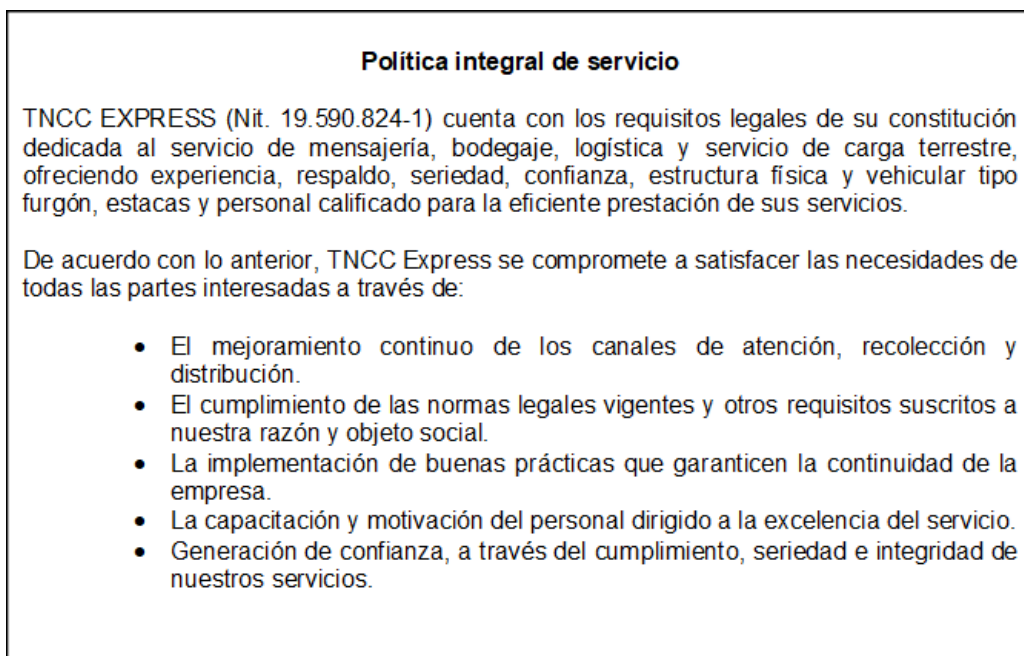 Política integral de servicio
TNCC EXPRESS (Nit. 19.590.824-1) cuenta con los requisitos legales de su constitución
dedicada al servicio de mensajería, bodegaje, logística y servicio de carga terrestre,
ofreciendo experiencia, respaldo, seriedad, confianza, estructura física y vehicular tipo
furgón, estacas y personal calificado para la eficiente prestación de sus servicios.
De acuerdo con lo anterior, TNCC Express se compromete a satisfacer las necesidades de
todas las partes interesadas a través de:
• El mejoramiento continuo de los canales de atención, recolección y
distribución.
• El cumplimiento de las normas legales vigentes y otros requisitos suscritos a
nuestra razón y objeto social.
• La implementación de buenas prácticas que garanticen la continuidad de la
empresa.
• La capacitación y motivación del personal dirigido a la excelencia del servicio.
• Generación de confianza, a través del cumplimiento, seriedad e integridad de
nuestros servicios.